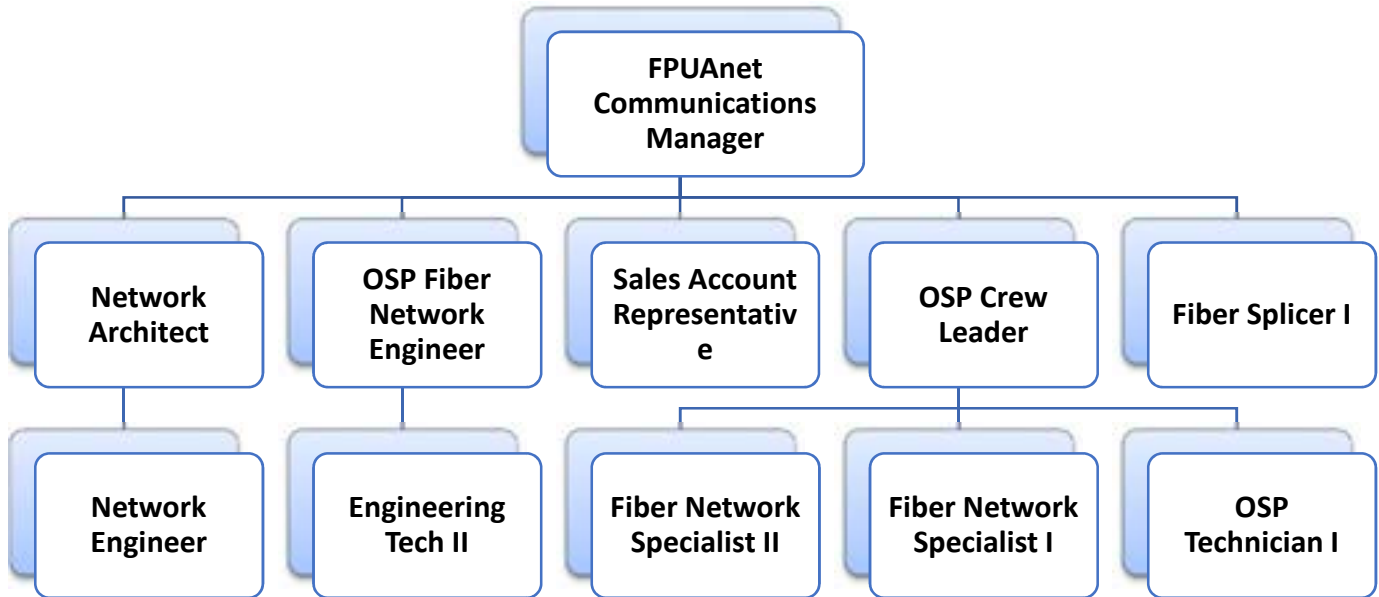 FPUAnet
Communications
Manager
Network
Architect
OSP Fiber
Network
Engineer
Sales Account
Representativ
e
OSP Crew
Leader
Fiber Splicer I
Network
Engineer
Engineering
Tech II
Fiber Network
Specialist II
Fiber Network
Specialist I
OSP
Technician I